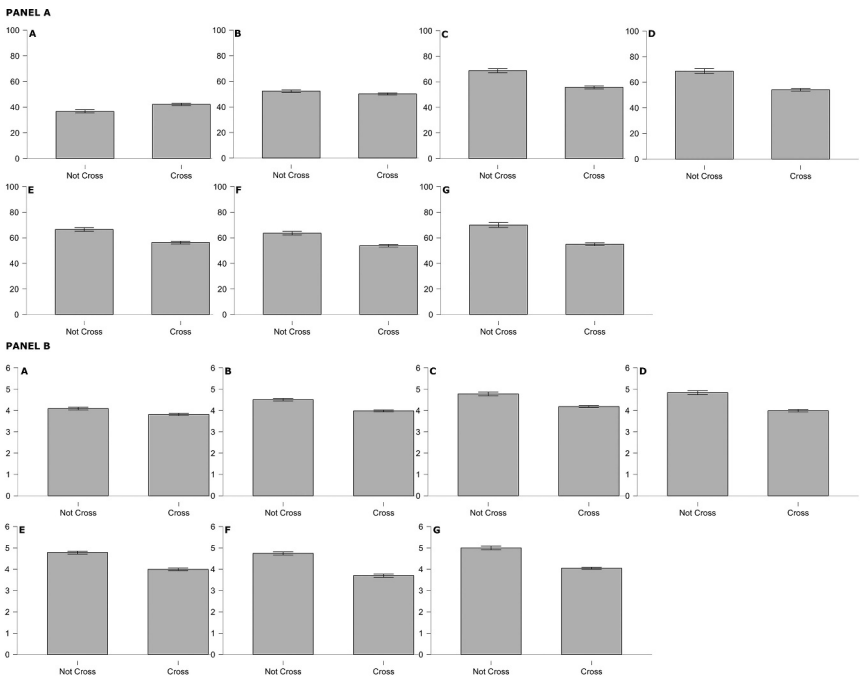 PANEL A
A B C D
100 100 100 100
80 80 80 80
60 60 60 60
40 40 40 40
20 20 20 20
0 0 0 0
Not Cross Cross Not Cross Cross Not Cross Cross Not Cross Cross
E F G
100 100 100
80 80 80
60 60 60
40 40 40
20 20 20
0 0 0
Not Cross Cross Not Cross Cross Not Cross Cross
PANEL B
A B C D
6 6 6 6
5 5 5 5
4 4 4 4
3 3 3 3
2 2 2 2
1 1 1 1
0 0 0 0
Not Cross Cross Not Cross Cross Not Cross Cross Not Cross Cross
E F G
6 6 6
5 5 5
4 4 4
3 3 3
2 2 2
1 1 1
0 0 0
Not Cross Cross Not Cross Cross Not Cross Cross